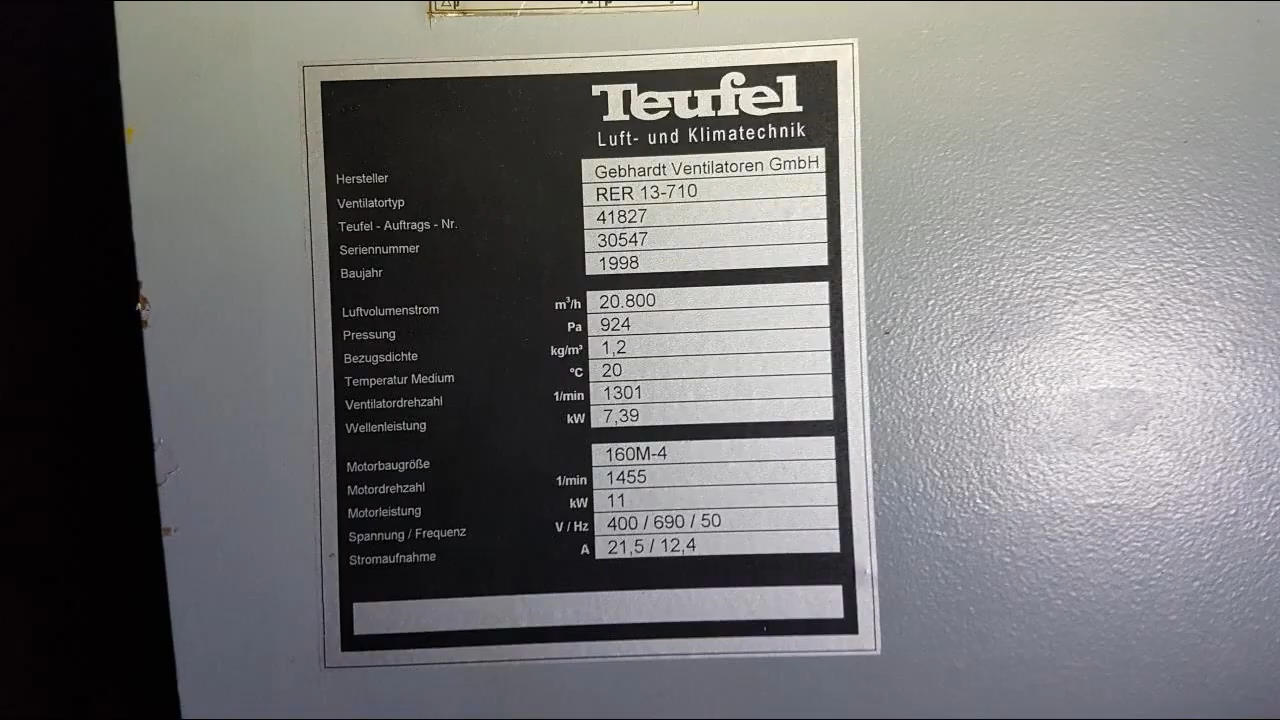 Teufel
Luft- und Klimatechnik
Hersteller Gebhardt Ventilatoren GmbH
Ventilatortyp RER 13-710
Teufel - Auftrags - Nr. 41827
Seriennummer 30547
Baujahr 1998
Luftvolumenstrom m³/h 20.800
Pressung Pa 924
Bezugsdichte kg/m³ 1,2
Temperatur Medium °C 20
Ventilatordrehzahl 1/min 1301
Wellenleistung kW 7,39
Motorbaugröße 160M-4
Motordrehzahl 1/min 1455
Motorleistung kW 11
Spannung / Frequenz V / Hz 400 / 690 / 50
Stromaufnahme A 21,5 / 12,4